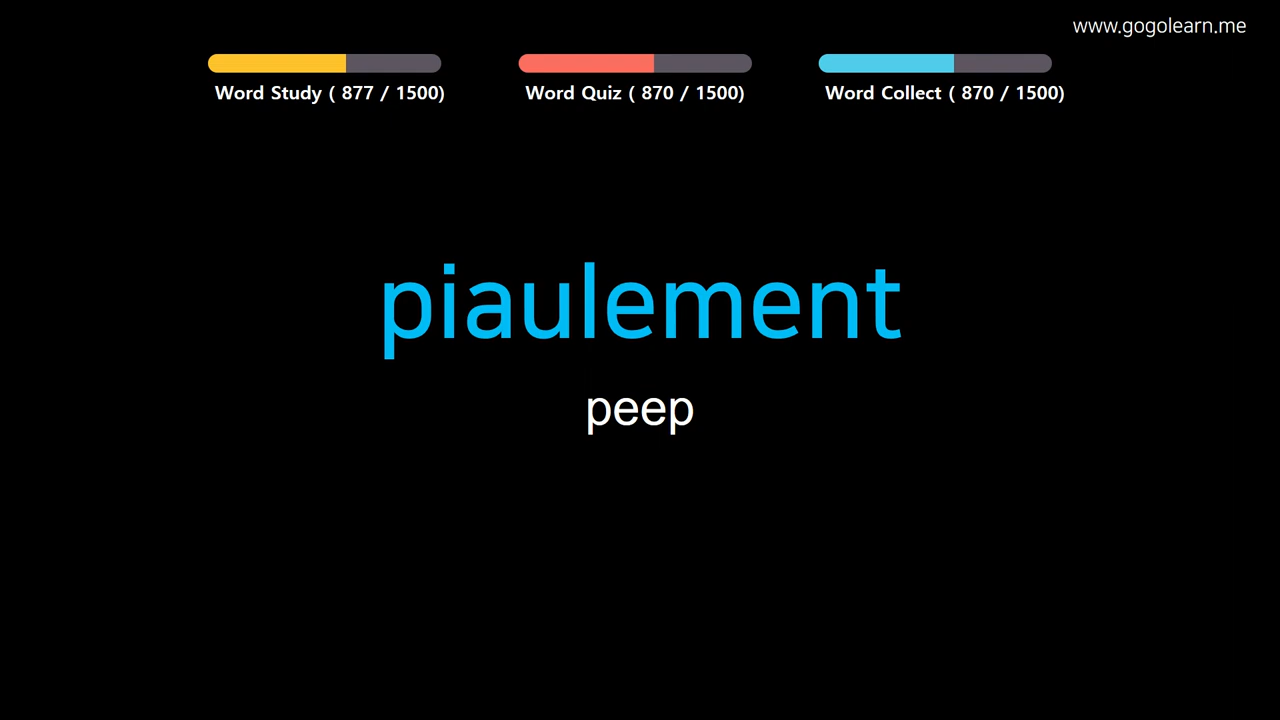 www.gogolearn.me
Word Study ( 877 / 1500)
Word Quiz ( 870 / 1500)
Word Collect ( 870 / 1500)
piaulement
peep